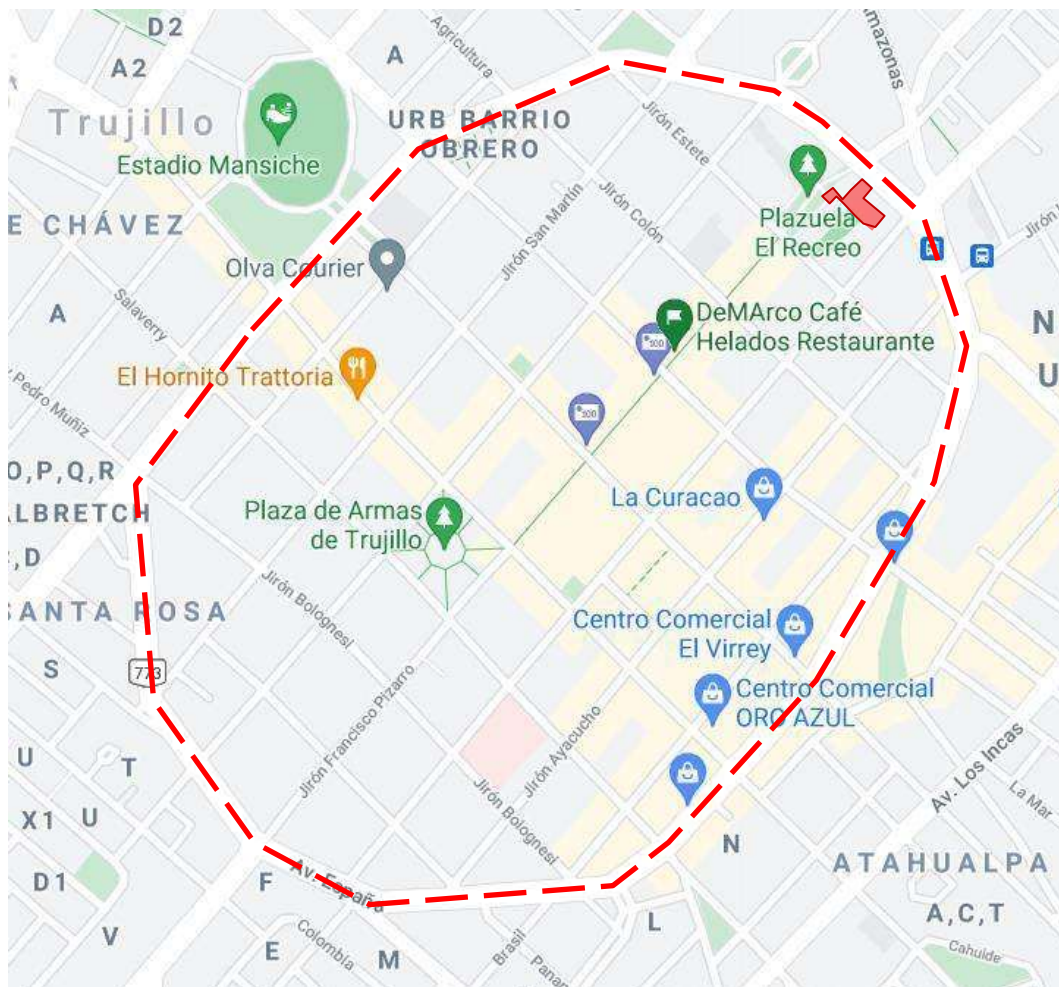 D2
A2
A
Agricultura
Amazonas
Trujillo
URB BARRIO
OBRERO
Estadio Mansiche
Jirón Estete
Plazuela
El Recreo
E CHÁVEZ
Jirón San Martín
Jirón Colón
Jirón
Olva Courier
Salaverry
A
DeMArco Café
Helados Restaurante
N
U
El Hornito Trattoria
Pedro Muñiz
O,P,Q,R
ALBRETCH
,D
La Curacao
Plaza de Armas
de Trujillo
SANTA ROSA
Jirón Bolognesi
Centro Comercial
El Virrey
S
773
Centro Comercial
ORO AZUL
Jirón Francisco Pizarro
Jirón Ayacucho
Jirón Bolognesi
Av. Los Incas
La Mar
U
T
X1
U
D1
F
Av. España
N
ATAHUALPA
A,C,T
V
E
Colombia
M
Brasil
L
Cahuide